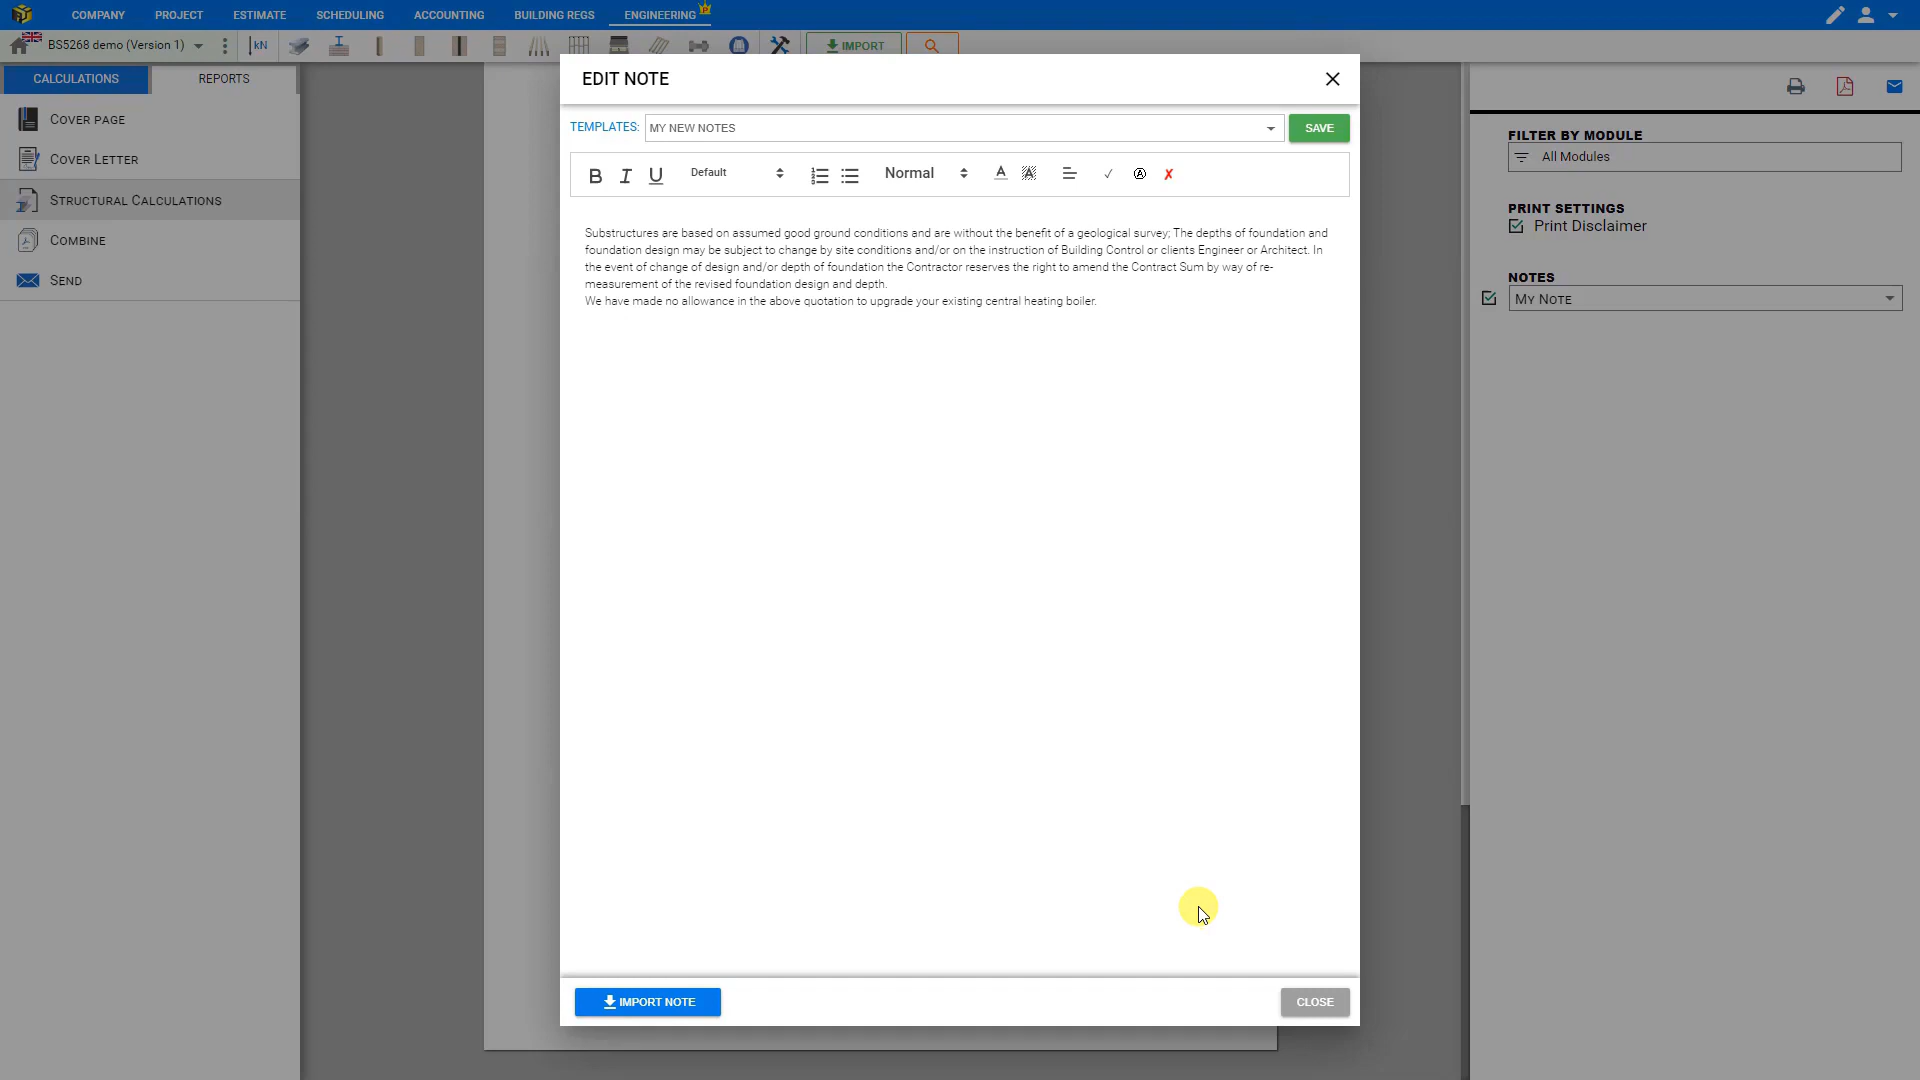 COMPANY PROJECT ESTIMATE SCHEDULING ACCOUNTING BUILDING REGS ENGINEERING
BS5268 demo (Version 1) kN IMPORT
CALCULATIONS REPORTS
COVER PAGE
COVER LETTER
STRUCTURAL CALCULATIONS
COMBINE
SEND
EDIT NOTE
TEMPLATES: MY NEW NOTES SAVE
B I U Default Normal A A A
Substructures are based on assumed good ground conditions and are without the benefit of a geological survey; The depths of foundation and
foundation design may be subject to change by site conditions and/or on the instruction of Building Control or clients Engineer or Architect. In
the event of change of design and/or depth of foundation the Contractor reserves the right to amend the Contract Sum by way of re-
measurement of the revised foundation design and depth.
We have made no allowance in the above quotation to upgrade your existing central heating boiler.
IMPORT NOTE CLOSE
FILTER BY MODULE
All Modules
PRINT SETTINGS
Print Disclaimer
NOTES
MY NOTE